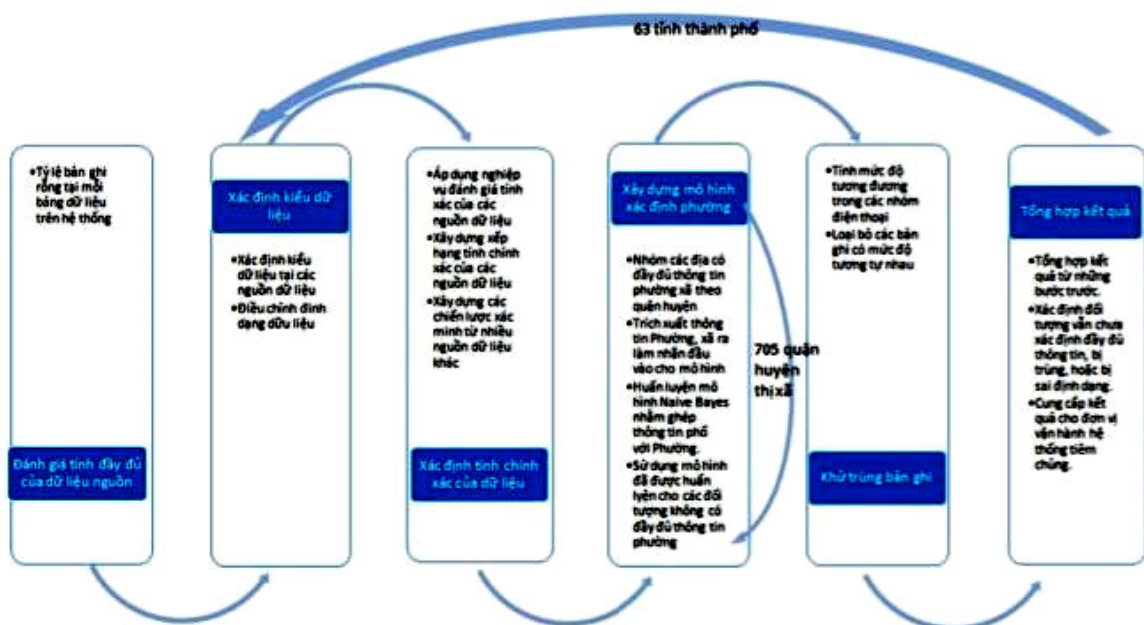 63 tỉnh thành phố
•Tỷ lệ bản ghi
rỗng tại mỗi
bảng dữ liệu
trên hệ thống
Đánh giá tính đầy đủ
của dữ liệu nguồn
Xác định kiểu dữ
liệu
•Xác định kiểu
dữ liệu tại các
nguồn dữ liệu
•Điều chỉnh đinh
dạng dữu liệu
•Áp dụng nghiệp
vụ đánh giá tính
xác của các
nguồn dữ liệu
•Xây dựng xếp
hạng tính chính
xác của các
nguồn dữ liệu
•Xây dựng các
chiến lược xác
minh từ nhiều
nguồn dữ liệu
khác
Xác định tính chính
xác của dữ liệu
Xây dựng mô hình
xác định phường
•Nhóm các địa có
đầy đủ thông tin
phường xã theo
quận huyện
•Trích xuất thông
tin Phường, xã ra
làm nhãn đầu
vào cho mô hình
•Huấn luyện mô
hình Naive Bayes
nhằm ghép
thông tin phố
với Phường.
•Sử dụng mô hình
đã được huấn
lyện cho các đối
tượng không có
đầy đủ thông tin
phường
705 quận
huyện
thị xã
•Tính mức độ
tương đương
trong các nhóm
điện thoại
•Loại bỏ các bản
ghi có mức độ
tương tự nhau
Khử trùng bản ghi
Tổng hợp kết quả
•Tổng hợp kết
quả từ những
bước trước.
•Xác định đối
tượng vẫn chưa
xác định đầy đủ
thông tin, bị
trùng, hoặc bị
sai định dạng.
•Cung cấp kết
quả cho đơn vị
vận hành hệ
thống tiêm
chủng.